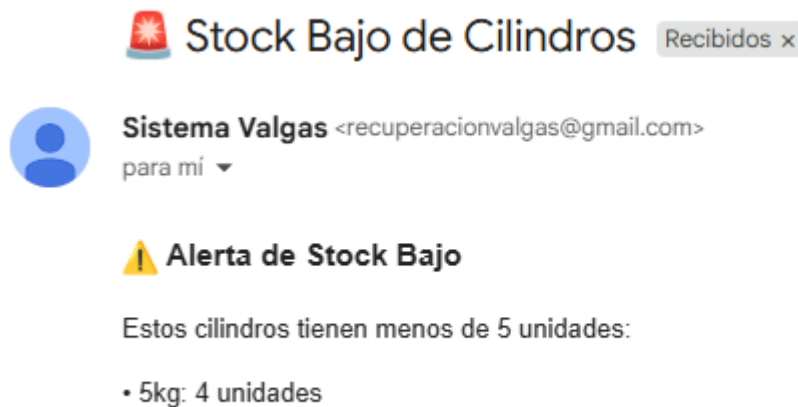 🚨 Stock Bajo de Cilindros Recibidos x
Sistema Valgas <recuperacionvalgas@gmail.com>
para mí
⚠️ Alerta de Stock Bajo
Estos cilindros tienen menos de 5 unidades:
• 5kg: 4 unidades